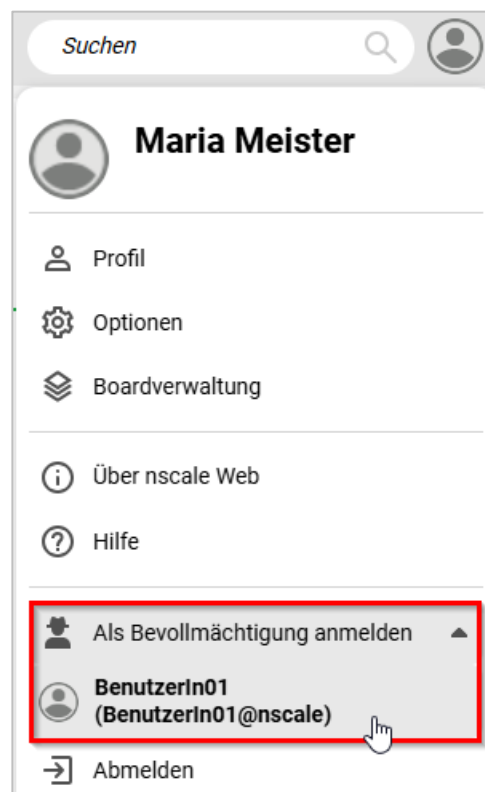 Suchen
Maria Meister
Profil
Optionen
Boardverwaltung
Über nscale Web
Hilfe
Als Bevollmächtigung anmelden
BenutzerIn01
(BenutzerIn01@nscale)
Abmelden